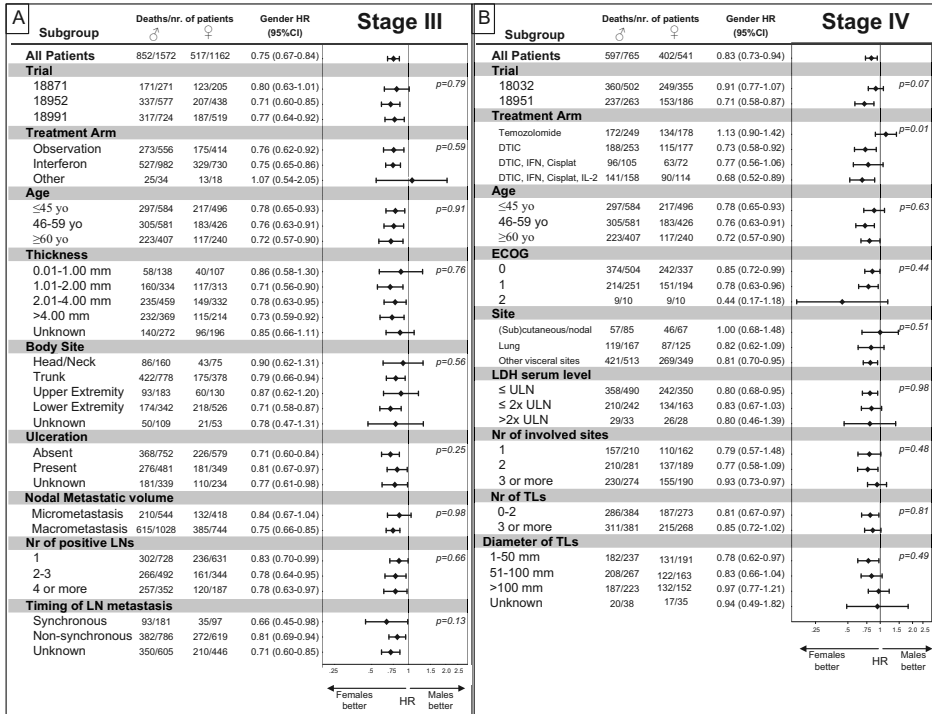 A
Stage III
Deaths/nr. of patients Gender HR
Subgroup ♂ ♀ (95%CI)
All Patients 852/1572 517/1162 0.75 (0.67-0.84)
Trial
18871 171/271 123/205 0.80 (0.63-1.01) p=0.79
18952 337/577 207/438 0.71 (0.60-0.85)
18991 317/724 187/519 0.77 (0.64-0.92)
Treatment Arm
Observation 273/556 175/414 0.76 (0.62-0.92) p=0.59
Interferon 527/982 329/730 0.75 (0.65-0.86)
Other 25/34 13/18 1.07 (0.54-2.05)
Age
≤45 yo 297/584 217/496 0.78 (0.65-0.93) p=0.91
46-59 yo 305/581 183/426 0.76 (0.63-0.91)
≥60 yo 223/407 117/240 0.72 (0.57-0.90)
Thickness
0.01-1.00 mm 58/138 40/107 0.86 (0.58-1.30) p=0.76
1.01-2.00 mm 160/334 117/313 0.71 (0.56-0.90)
2.01-4.00 mm 235/459 149/332 0.78 (0.63-0.95)
>4.00 mm 232/369 115/214 0.73 (0.59-0.92)
Unknown 140/272 96/196 0.85 (0.66-1.11)
Body Site
Head/Neck 86/160 43/75 0.90 (0.62-1.31) p=0.56
Trunk 422/778 175/378 0.79 (0.66-0.94)
Upper Extremity 93/183 60/130 0.87 (0.62-1.20)
Lower Extremity 174/342 218/526 0.71 (0.58-0.87)
Unknown 50/109 21/53 0.78 (0.47-1.31)
Ulceration
Absent 368/752 226/579 0.71 (0.60-0.84) p=0.25
Present 276/481 181/349 0.81 (0.67-0.97)
Unknown 181/339 110/234 0.77 (0.61-0.98)
Nodal Metastatic volume
Micrometastasis 210/544 132/418 0.84 (0.67-1.04) p=0.98
Macrometastasis 615/1028 385/744 0.75 (0.66-0.85)
Nr of positive LNs
1 302/728 236/631 0.83 (0.70-0.99) p=0.66
2-3 266/492 161/344 0.78 (0.64-0.95)
4 or more 257/352 120/187 0.78 (0.63-0.97)
Timing of LN metastasis
Synchronous 93/181 35/97 0.66 (0.45-0.98) p=0.13
Non-synchronous 382/786 272/619 0.81 (0.69-0.94)
Unknown 350/605 210/446 0.71 (0.60-0.85)
.25 .5 .75 1 1.5 2.0 2.5
Females better HR Males better
B
Stage IV
Deaths/nr. of patients Gender HR
Subgroup ♂ ♀ (95%CI)
All Patients 597/765 402/541 0.83 (0.73-0.94)
Trial
18032 360/502 249/355 0.91 (0.77-1.07) p=0.07
18951 237/263 153/186 0.71 (0.58-0.87)
Treatment Arm
Temozolomide 172/249 134/178 1.13 (0.90-1.42) p=0.01
DTIC 188/253 115/177 0.73 (0.58-0.92)
DTIC, IFN, Cisplat 96/105 63/72 0.77 (0.56-1.06)
DTIC, IFN, Cisplat, IL-2 141/158 90/114 0.68 (0.52-0.89)
Age
≤45 yo 297/584 217/496 0.78 (0.65-0.93) p=0.63
46-59 yo 305/581 183/426 0.76 (0.63-0.91)
≥60 yo 223/407 117/240 0.72 (0.57-0.90)
ECOG
0 374/504 242/337 0.85 (0.72-0.99) p=0.44
1 214/251 151/194 0.78 (0.63-0.96)
2 9/10 9/10 0.44 (0.17-1.18)
Site
(Sub)cutaneous/nodal 57/85 46/67 1.00 (0.68-1.48) p=0.51
Lung 119/167 87/125 0.82 (0.62-1.09)
Other visceral sites 421/513 269/349 0.81 (0.70-0.95)
LDH serum level
≤ ULN 358/490 242/350 0.80 (0.68-0.95) p=0.98
≤ 2x ULN 210/242 134/163 0.83 (0.67-1.03)
>2x ULN 29/33 26/28 0.80 (0.46-1.39)
Nr of involved sites
1 157/210 110/162 0.79 (0.57-1.48) p=0.48
2 210/281 137/189 0.77 (0.58-1.09)
3 or more 230/274 155/190 0.93 (0.73-0.97)
Nr of TLs
0-2 286/384 187/273 0.81 (0.67-0.97) p=0.81
3 or more 311/381 215/268 0.85 (0.72-1.02)
Diameter of TLs
1-50 mm 182/237 131/191 0.78 (0.62-0.97) p=0.49
51-100 mm 208/267 122/163 0.83 (0.66-1.04)
>100 mm 187/223 132/152 0.97 (0.77-1.21)
Unknown 20/38 17/35 0.94 (0.49-1.82)
.25 .5 .75 1 1.5 2.0 2.5
Females better HR Males better